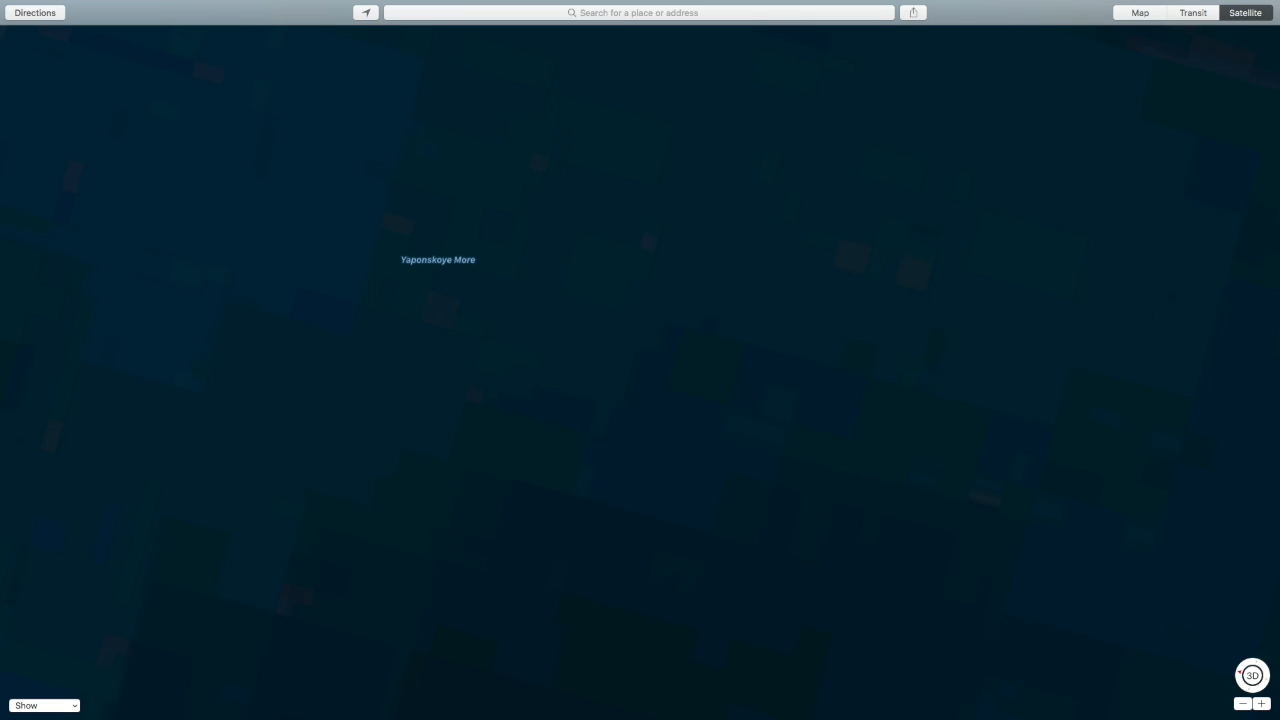 Directions
Search for a place or address
Map
Transit
Satellite
Yaponskoye More
3D
Show
− +